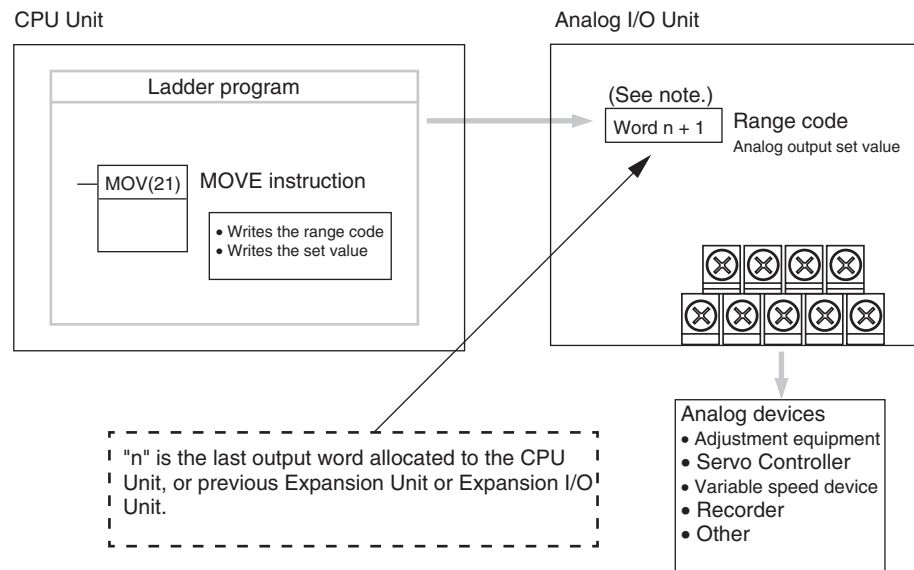 CPU Unit
Analog I/O Unit
Ladder program
(See note.)
Word n + 1
Range code
Analog output set value
MOV(21)
MOVE instruction
• Writes the range code
• Writes the set value
"n" is the last output word allocated to the CPU
Unit, or previous Expansion Unit or Expansion I/O
Unit.
Analog devices
• Adjustment equipment
• Servo Controller
• Variable speed device
• Recorder
• Other